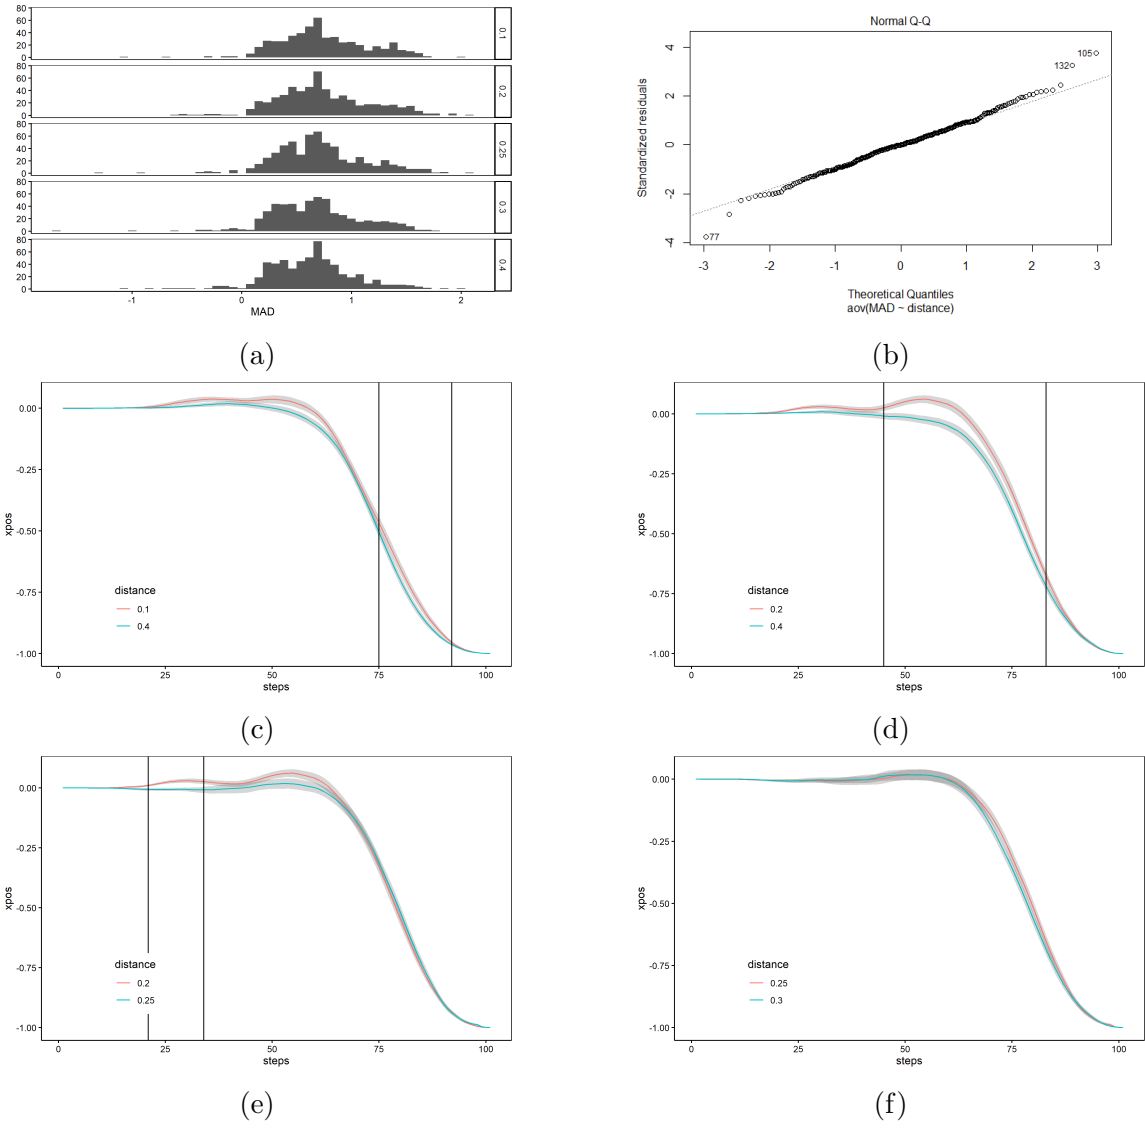 80
60
40
20
0
0.1
80
60
40
20
0
0.2
80
60
40
20
0
0.25
80
60
40
20
0
0.3
80
60
40
20
0
0.4
-1 0 1 2
MAD
(a)
Normal Q-Q
Standardized residuals
4
2
0
-2
-4
105
132
77
-3 -2 -1 0 1 2 3
Theoretical Quantiles
aov(MAD ~ distance)
(b)
xpos
0.00
-0.25
-0.50
-0.75
-1.00
distance
0.1
0.4
0 25 50 75 100
steps
(c)
xpos
0.00
-0.25
-0.50
-0.75
-1.00
distance
0.2
0.4
0 25 50 75 100
steps
(d)
xpos
0.00
-0.25
-0.50
-0.75
-1.00
distance
0.2
0.25
0 25 50 75 100
steps
(e)
xpos
0.00
-0.25
-0.50
-0.75
-1.00
distance
0.25
0.3
0 25 50 75 100
steps
(f)